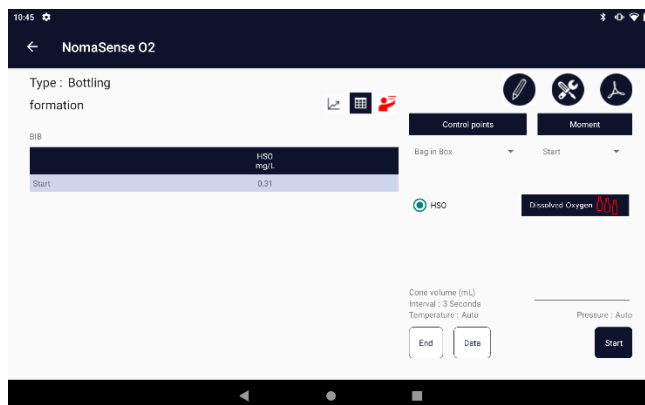 10:45
NomaSense O2
Type : Bottling
formation
BIB
HSO
mg/L
Start 0.31
Control points Moment
Bag in Box Start
HSO Dissolved Oxygen
Cone volume (mL)
Interval : 3 Seconds
Temperature : Auto Pressure : Auto
End Data Start